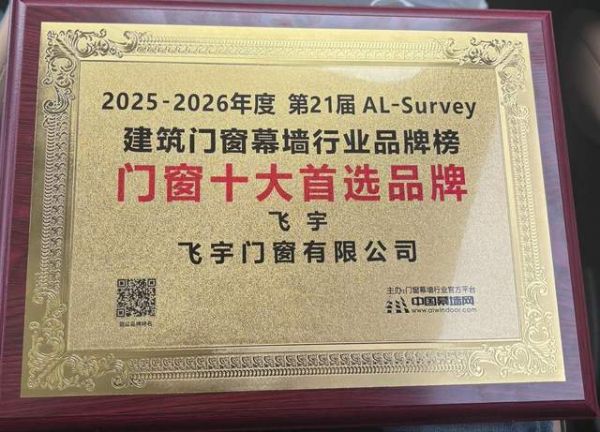 2025-2026年度 第21届 AL-Survey
建筑门窗幕墙行业品牌榜
门窗十大首选品牌
飞宇
飞宇门窗有限公司
主办:门窗幕墙行业官方平台
中国幕墙网
www.alwindoor.com